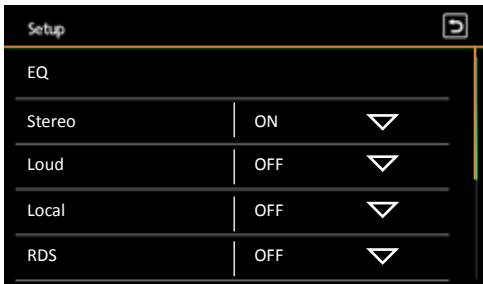 Setup
EQ
Stereo ON
Loud OFF
Local OFF
RDS OFF